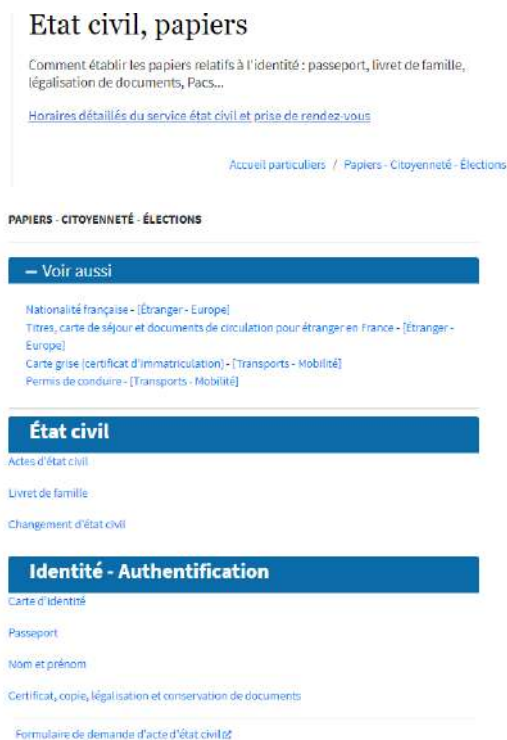 Etat civil, papiers
Comment établir les papiers relatifs à l'identité : passeport, livret de famille,
légalisation de documents, Pacs...
Horaires détaillés du service état civil et prise de rendez-vous
Accueil particuliers / Papiers - Citoyenneté - Élections
PAPIERS - CITOYENNETÉ - ÉLECTIONS
— Voir aussi
Nationalité française - [Étranger - Europe]
Titres, carte de séjour et documents de circulation pour étranger en France - [Étranger -
Europe]
Carte grise (certificat d'immatriculation) - [Transports - Mobilité]
Permis de conduire - [Transports - Mobilité]
État civil
Actes d'état civil
Livret de famille
Changement d'état civil
Identité - Authentification
Carte d'identité
Passeport
Nom et prénom
Certificat, copie, légalisation et conservation de documents
Formulaire de demande d'acte d'état civil